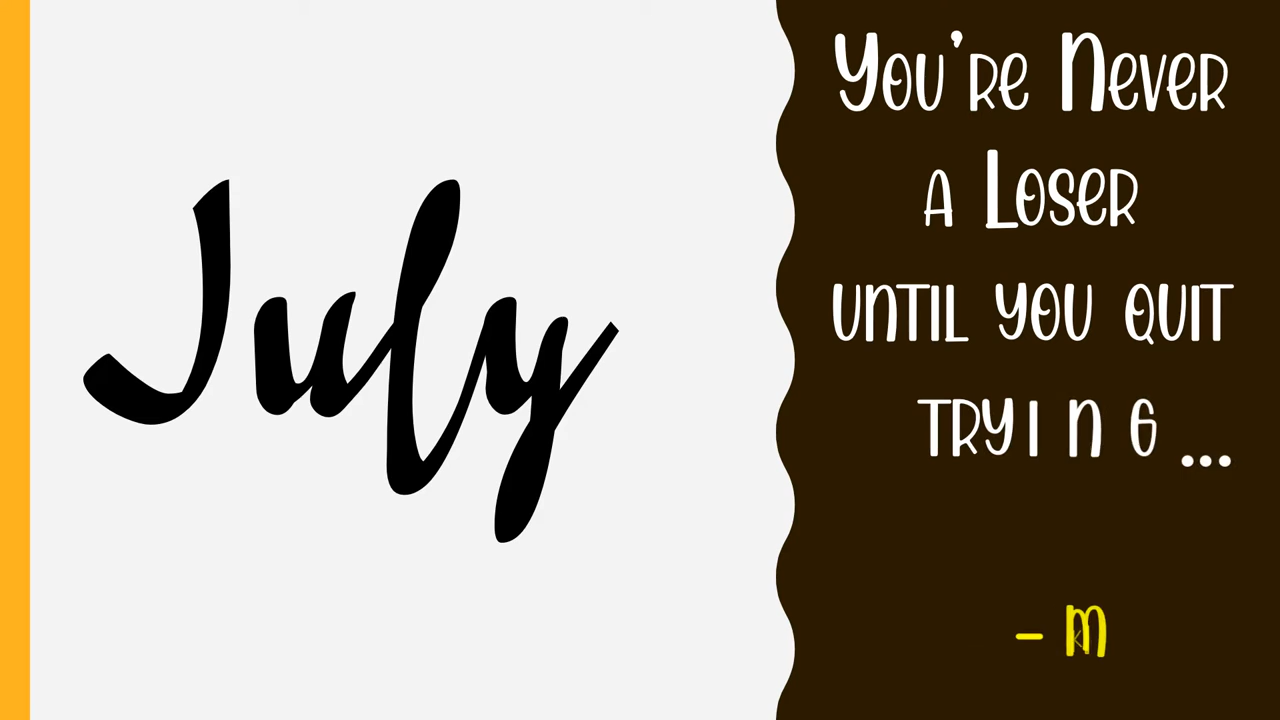 July
You're Never
a Loser
until you quit
trying...
- M